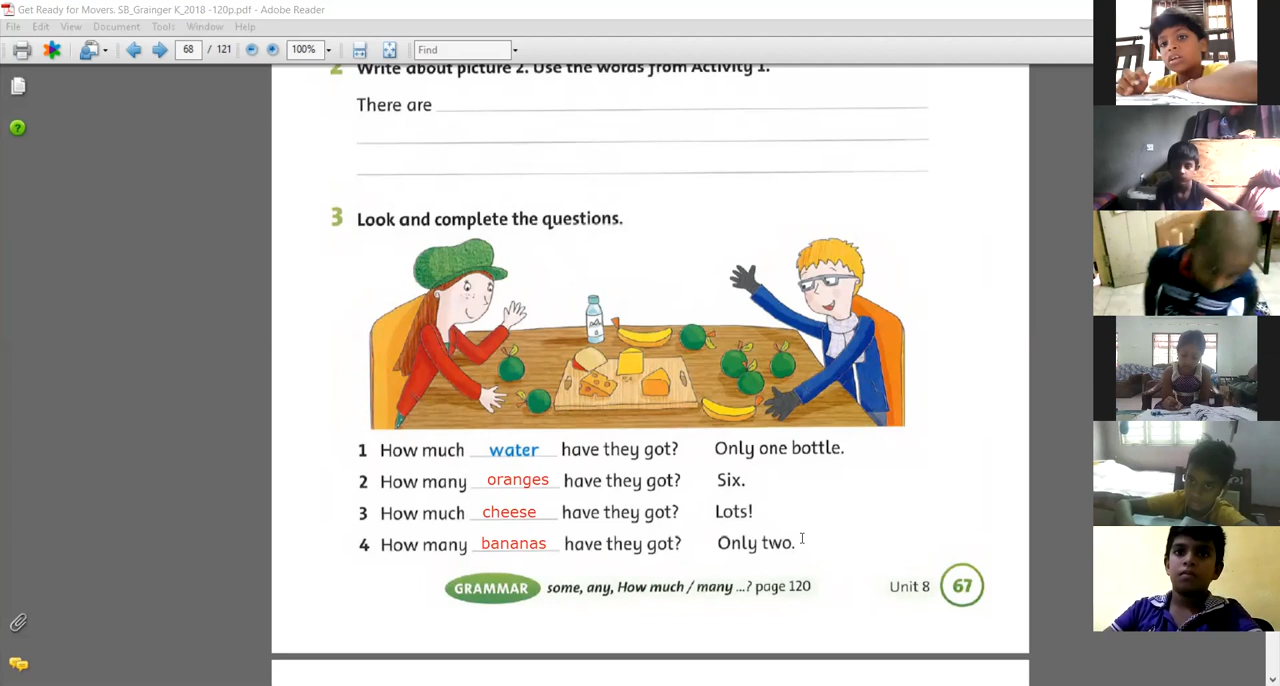 Get Ready for Movers. SB_Grainger K_2018 -120p.pdf - Adobe Reader
File Edit View Document Tools Window Help
68 / 121 100% Find
2 Write about picture 2. Use the words from Activity 1.
There are
3 Look and complete the questions.
1 How much water have they got? Only one bottle.
2 How many oranges have they got? Six.
3 How much cheese have they got? Lots!
4 How many bananas have they got? Only two.
GRAMMAR some, any, How much / many ...? page 120 Unit 8 67